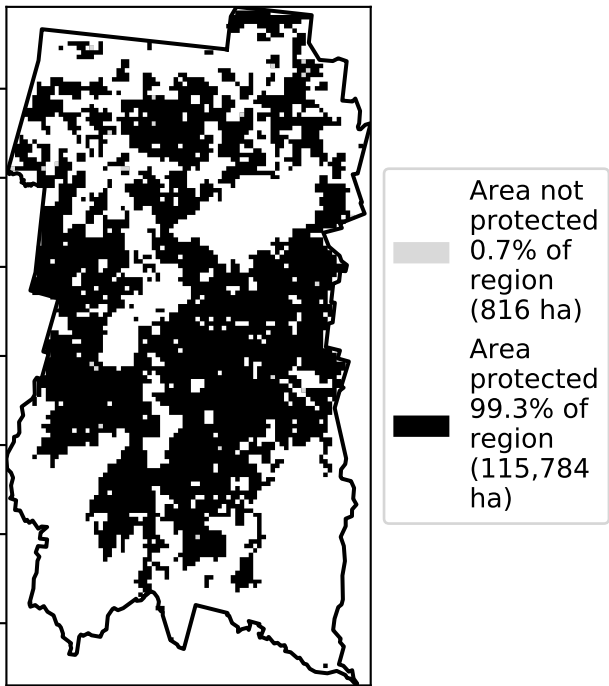 Area not
protected
0.7% of
region
(816 ha)
Area
protected
99.3% of
region
(115,784
ha)